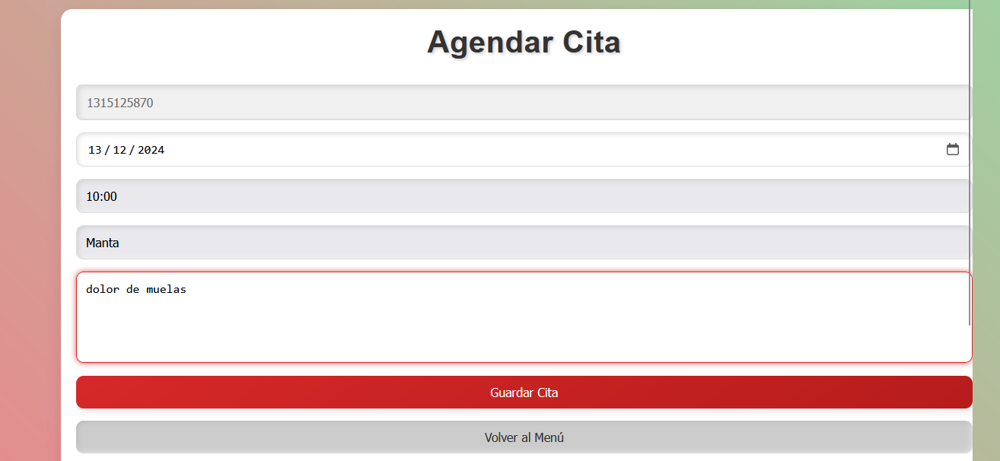 Agendar Cita
1315125870
13/12/2024
10:00
Manta
dolor de muelas
Guardar Cita
Volver al Menú